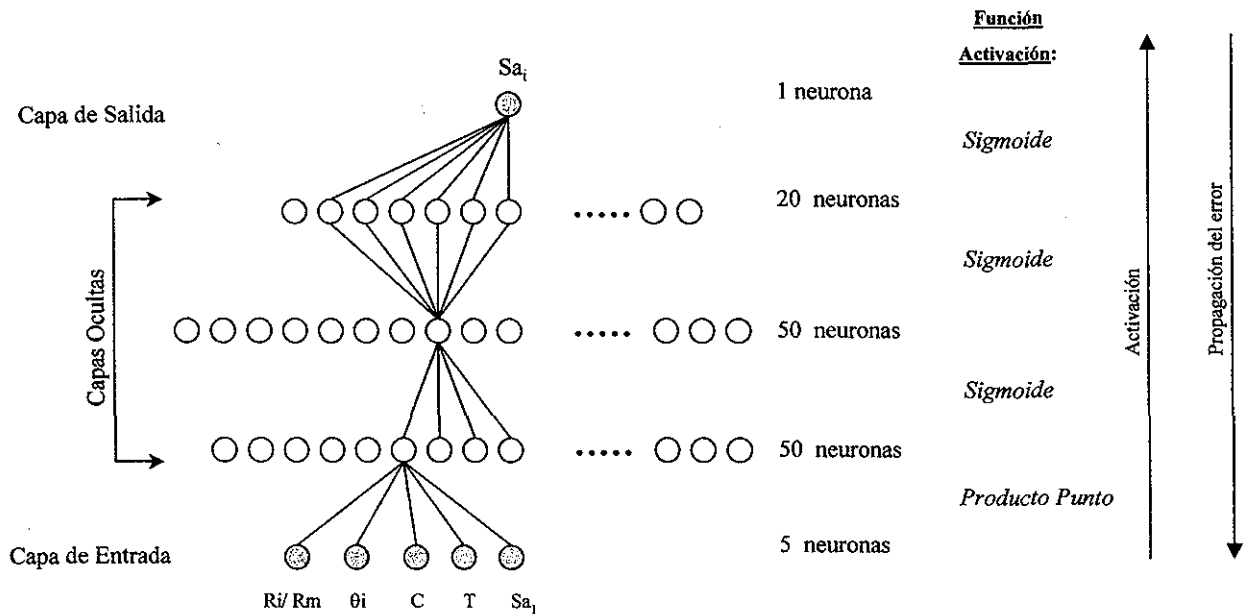 Función
Activación:
Sa_i
Capa de Salida
1 neurona
Sigmoide
20 neuronas
.....
Sigmoide
Capas Ocultas
50 neuronas
.....
Sigmoide
50 neuronas
.....
Producto Punto
Capa de Entrada
5 neuronas
Ri/ Rm θi C T Sa_1
Activación
Propagación del error